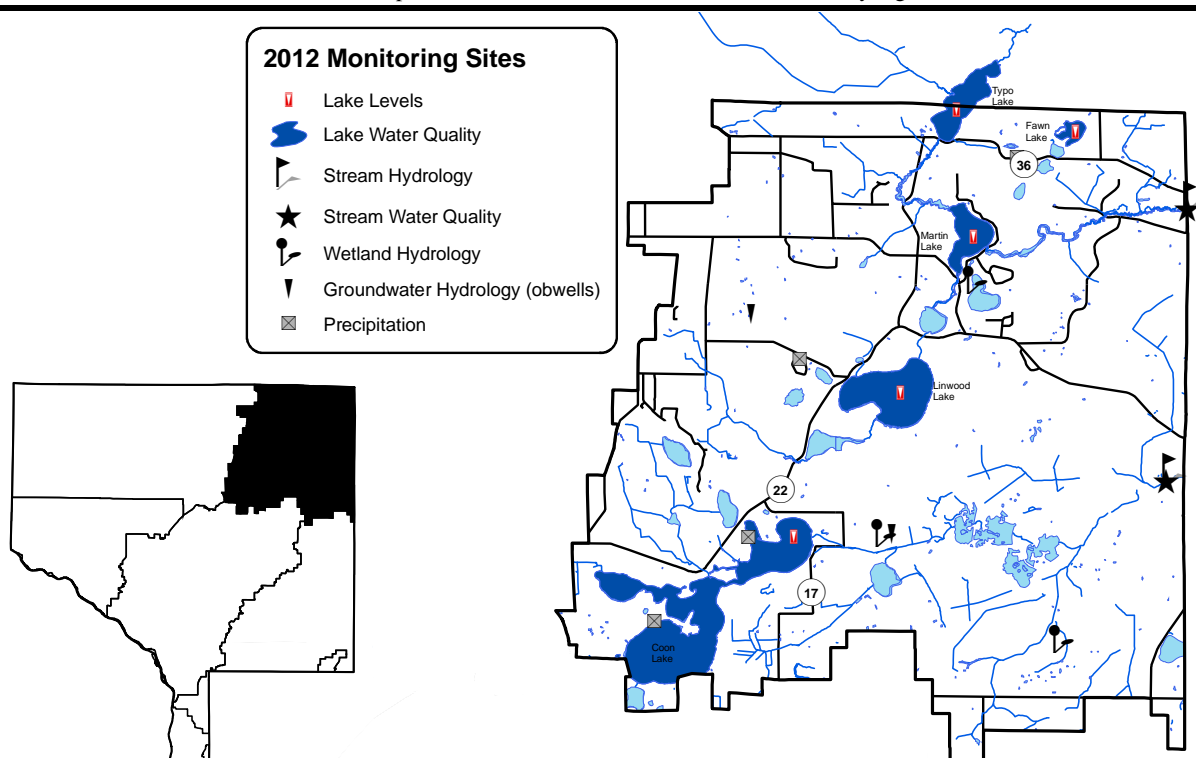 2012 Monitoring Sites
Lake Levels
Lake Water Quality
Stream Hydrology
Stream Water Quality
Wetland Hydrology
Groundwater Hydrology (obwells)
Precipitation
Typo
Lake
Fawn
Lake
36
Martin
Lake
Linwood
Lake
22
17
Coon
Lake